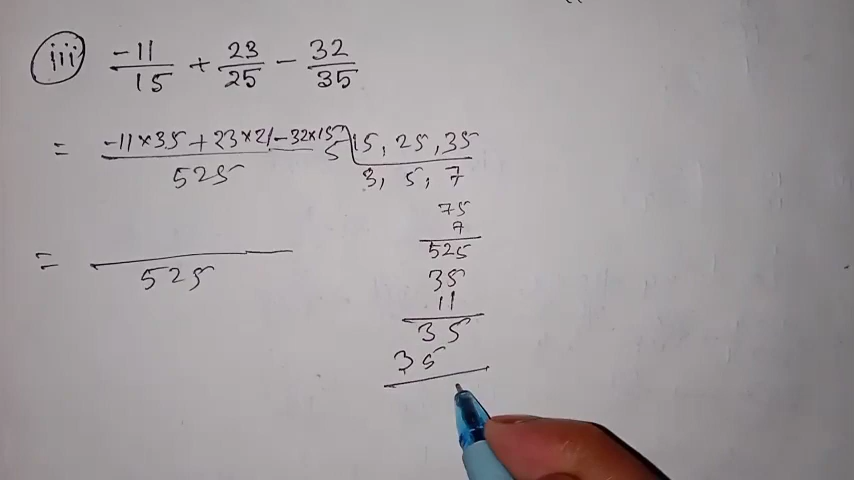 iii -11/15 + 23/25 - 32/35
= -11×35 + 23×21 - 32×15 / 525
5 15, 25, 35
3, 5, 7
= / 525
75
7
525
35
11
35
35